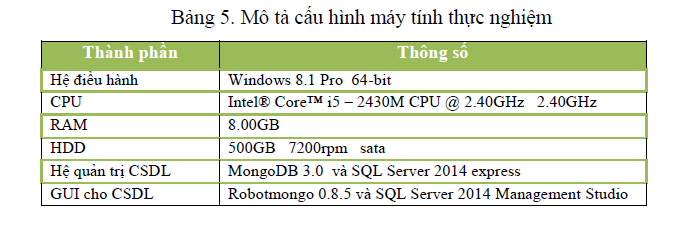 Bảng 5. Mô tả cấu hình máy tính thực nghiệm
Thành phần Thông số
Hệ điều hành Windows 8.1 Pro 64-bit
CPU Intel® Core™ i5 – 2430M CPU @ 2.40GHz 2.40GHz
RAM 8.00GB
HDD 500GB 7200rpm sata
Hệ quản trị CSDL MongoDB 3.0 và SQL Server 2014 express
GUI cho CSDL Robotmongo 0.8.5 và SQL Server 2014 Management Studio